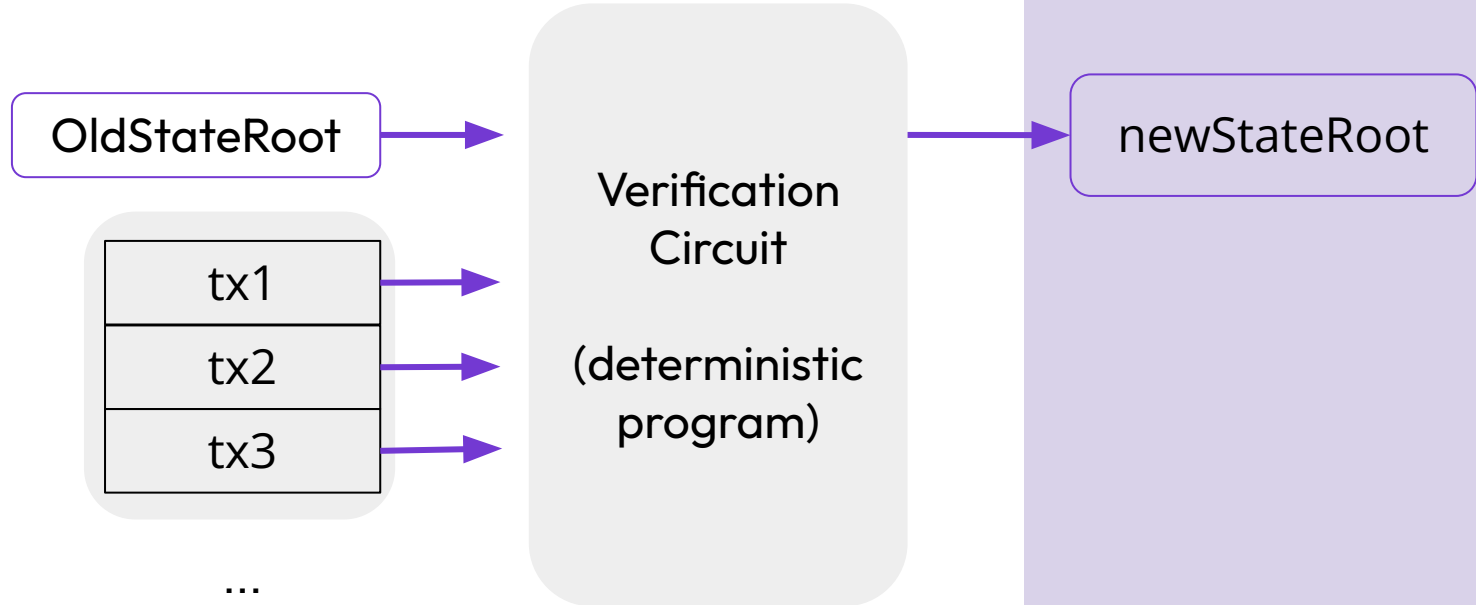 OldStateRoot
tx1
tx2
tx3
...
Verification
Circuit
(deterministic
program)
newStateRoot